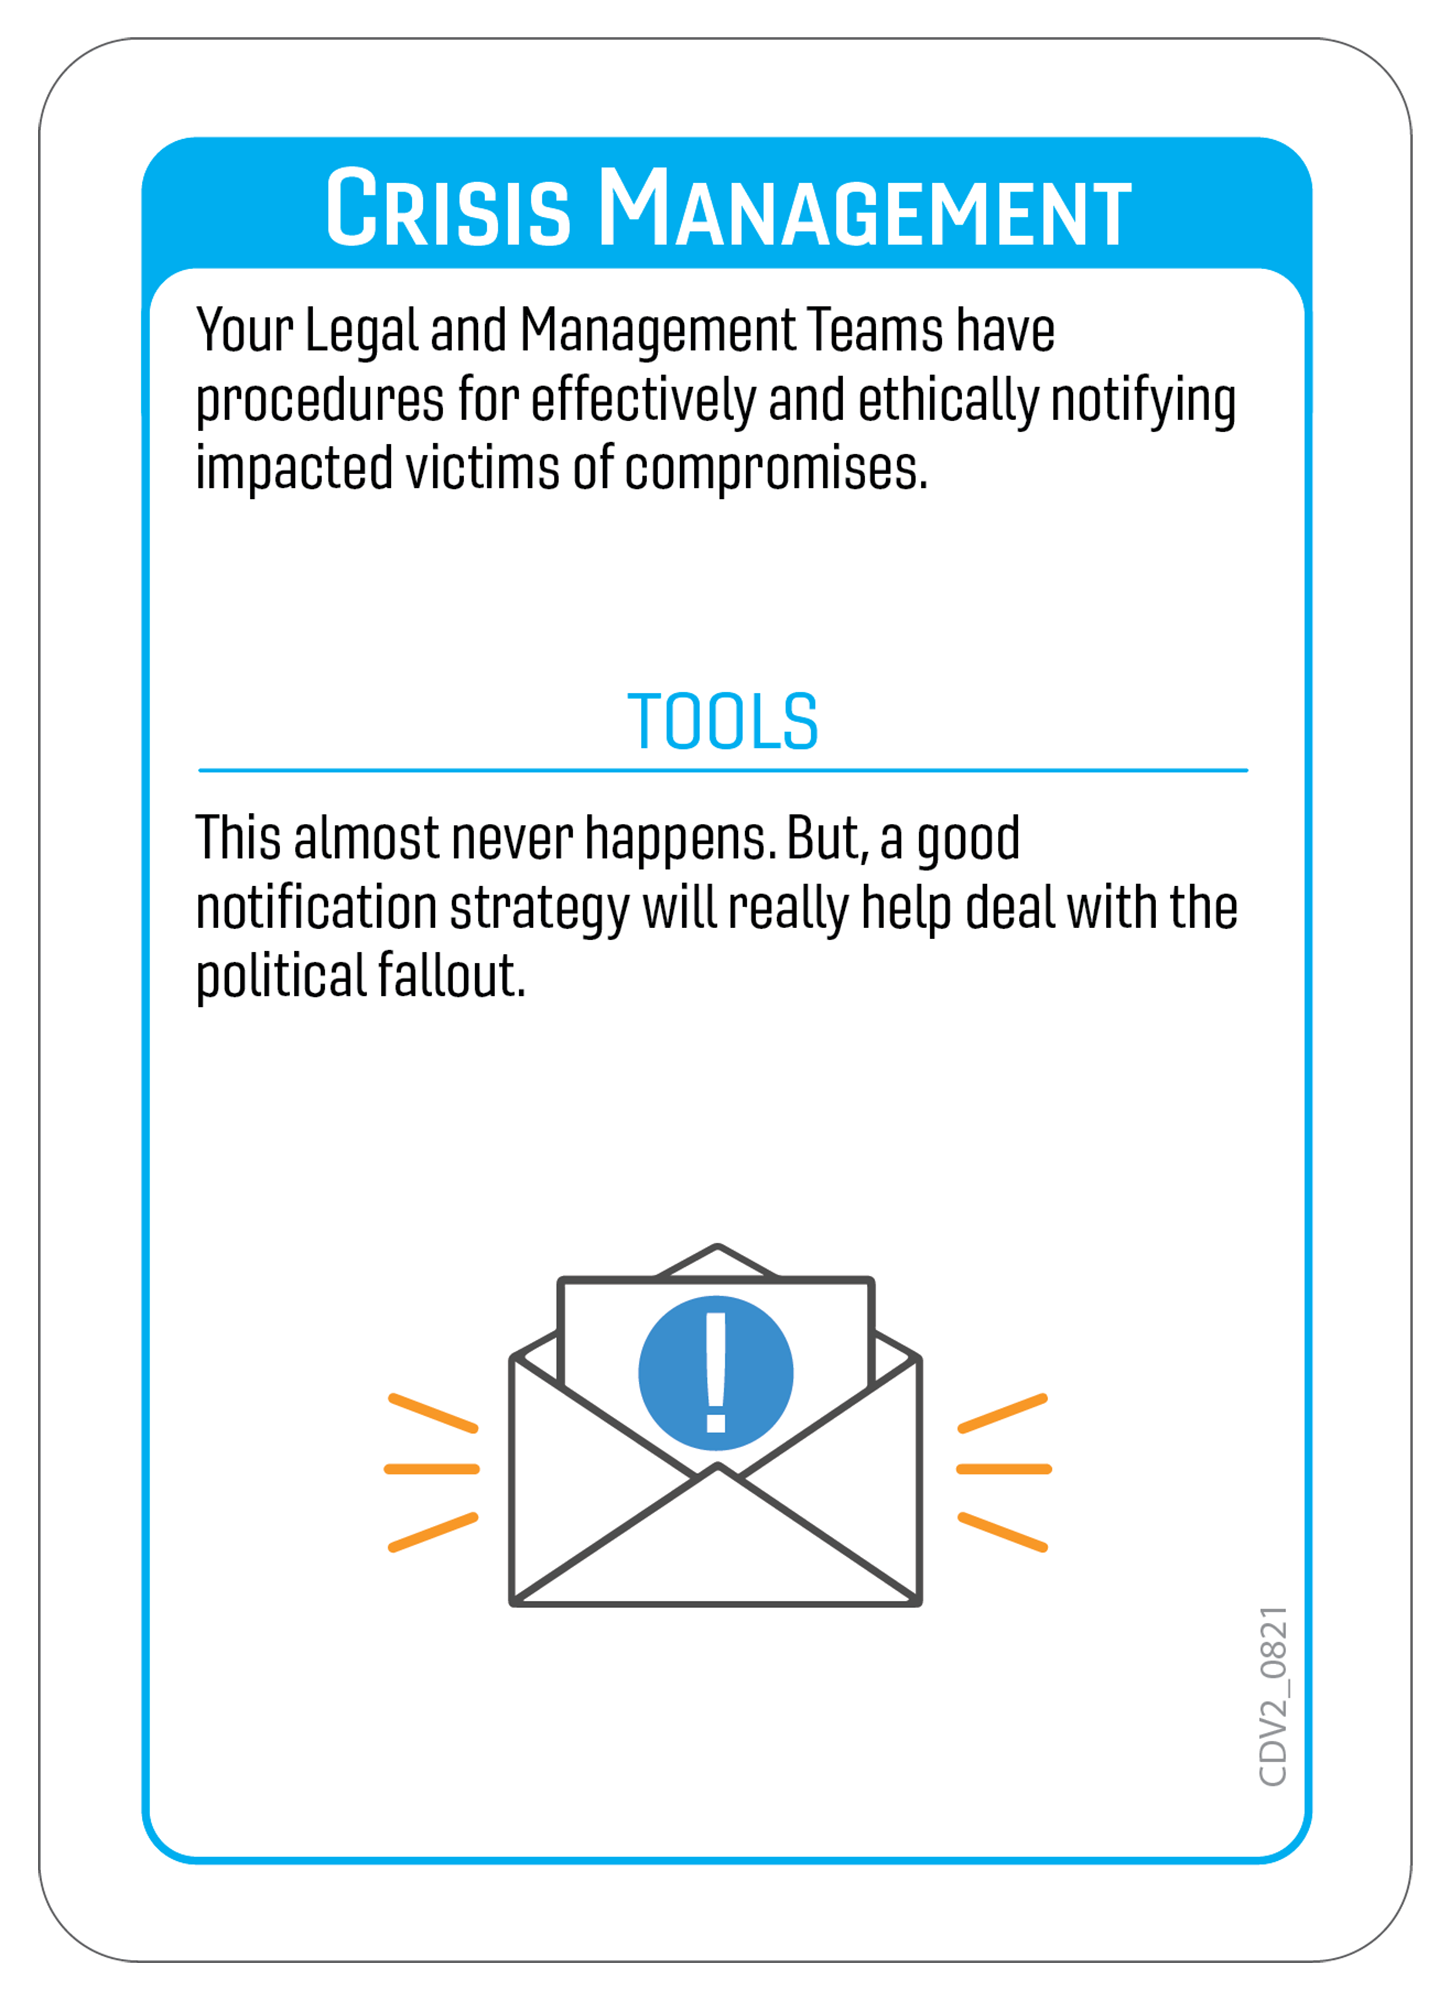 Crisis Management
Your Legal and Management Teams have
procedures for effectively and ethically notifying
impacted victims of compromises.
TOOLS
This almost never happens. But, a good
notification strategy will really help deal with the
political fallout.
!
CDV2_0821